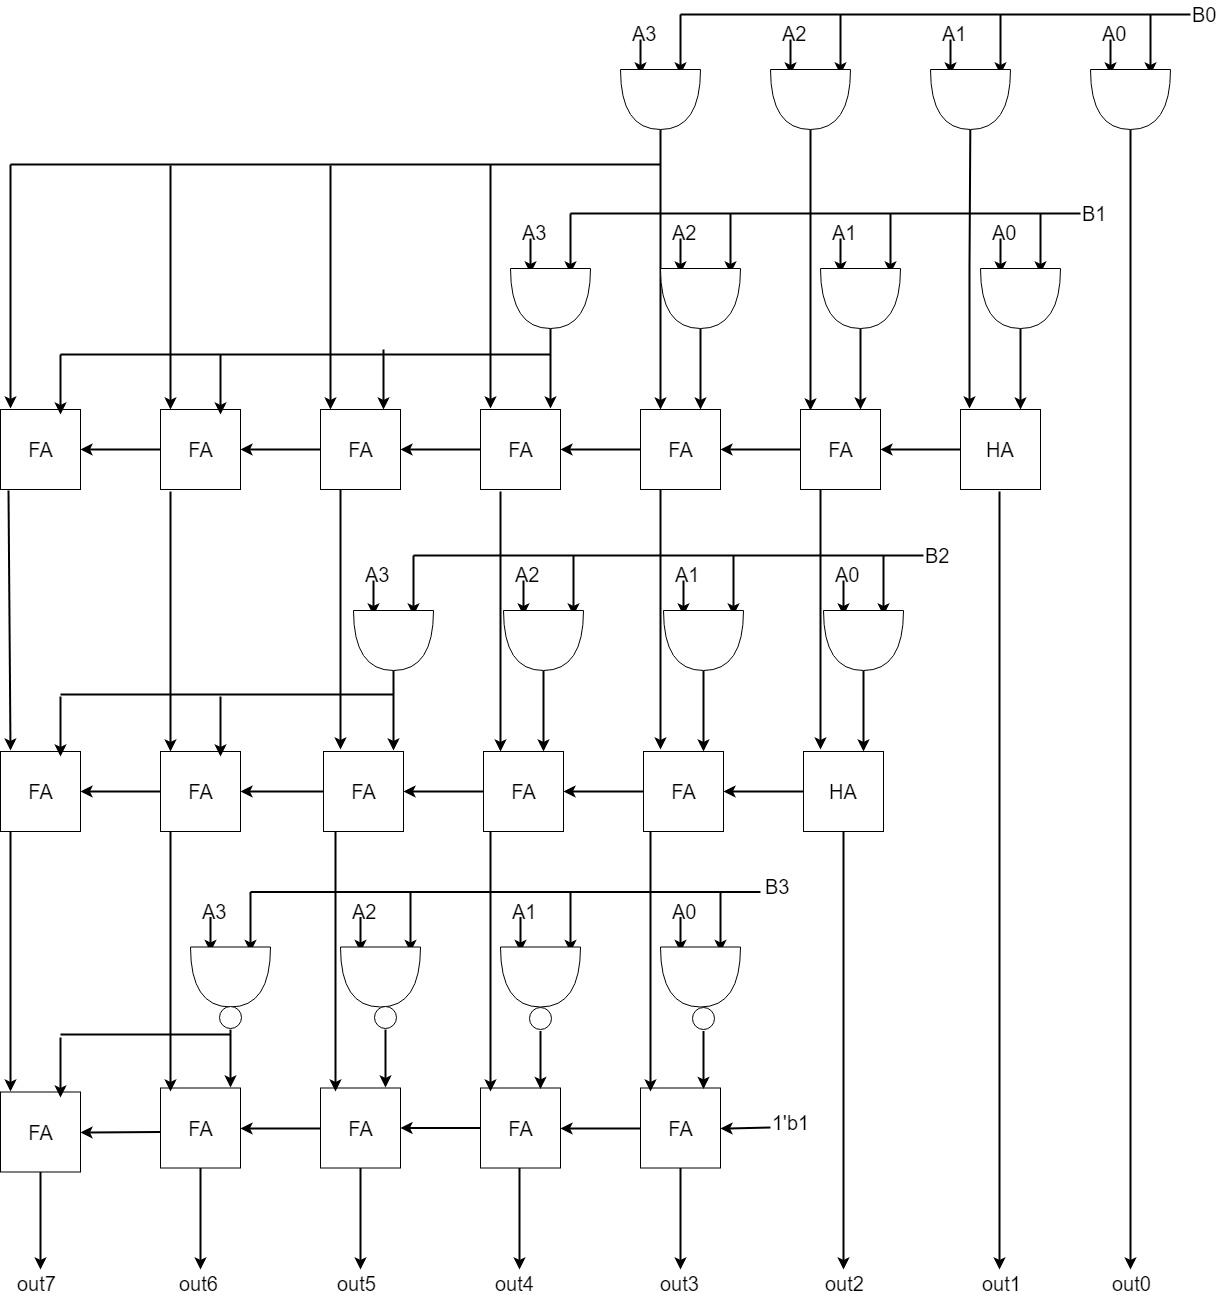 B0
A3 A2 A1 A0
B1
A3 A2 A1 A0
FA FA FA FA FA FA HA
B2
A3 A2 A1 A0
FA FA FA FA FA HA
B3
A3 A2 A1 A0
FA FA FA FA FA 1'b1
out7 out6 out5 out4 out3 out2 out1 out0